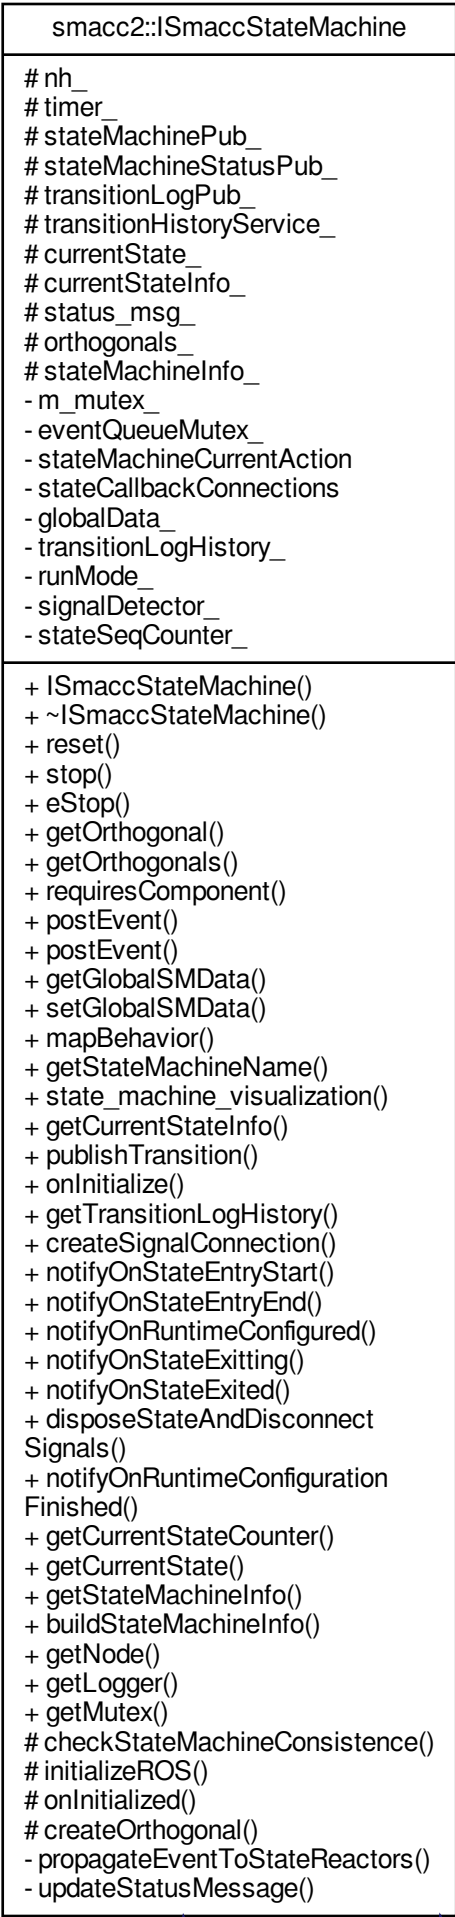 smacc2::ISmaccStateMachine
# nh_
# timer_
# stateMachinePub_
# stateMachineStatusPub_
# transitionLogPub_
# transitionHistoryService_
# currentState_
# currentStateInfo_
# status_msg_
# orthogonals_
# stateMachineInfo_
- m_mutex_
- eventQueueMutex_
- stateMachineCurrentAction
- stateCallbackConnections
- globalData_
- transitionLogHistory_
- runMode_
- signalDetector_
- stateSeqCounter_
+ ISmaccStateMachine()
+ ~ISmaccStateMachine()
+ reset()
+ stop()
+ eStop()
+ getOrthogonal()
+ getOrthogonals()
+ requiresComponent()
+ postEvent()
+ postEvent()
+ getGlobalSMData()
+ setGlobalSMData()
+ mapBehavior()
+ getStateMachineName()
+ state_machine_visualization()
+ getCurrentStateInfo()
+ publishTransition()
+ onInitialize()
+ getTransitionLogHistory()
+ createSignalConnection()
+ notifyOnStateEntryStart()
+ notifyOnStateEntryEnd()
+ notifyOnRuntimeConfigured()
+ notifyOnStateExitting()
+ notifyOnStateExited()
+ disposeStateAndDisconnect
Signals()
+ notifyOnRuntimeConfiguration
Finished()
+ getCurrentStateCounter()
+ getCurrentState()
+ getStateMachineInfo()
+ buildStateMachineInfo()
+ getNode()
+ getLogger()
+ getMutex()
# checkStateMachineConsistence()
# initializeROS()
# onInitialized()
# createOrthogonal()
- propagateEventToStateReactors()
- updateStatusMessage()